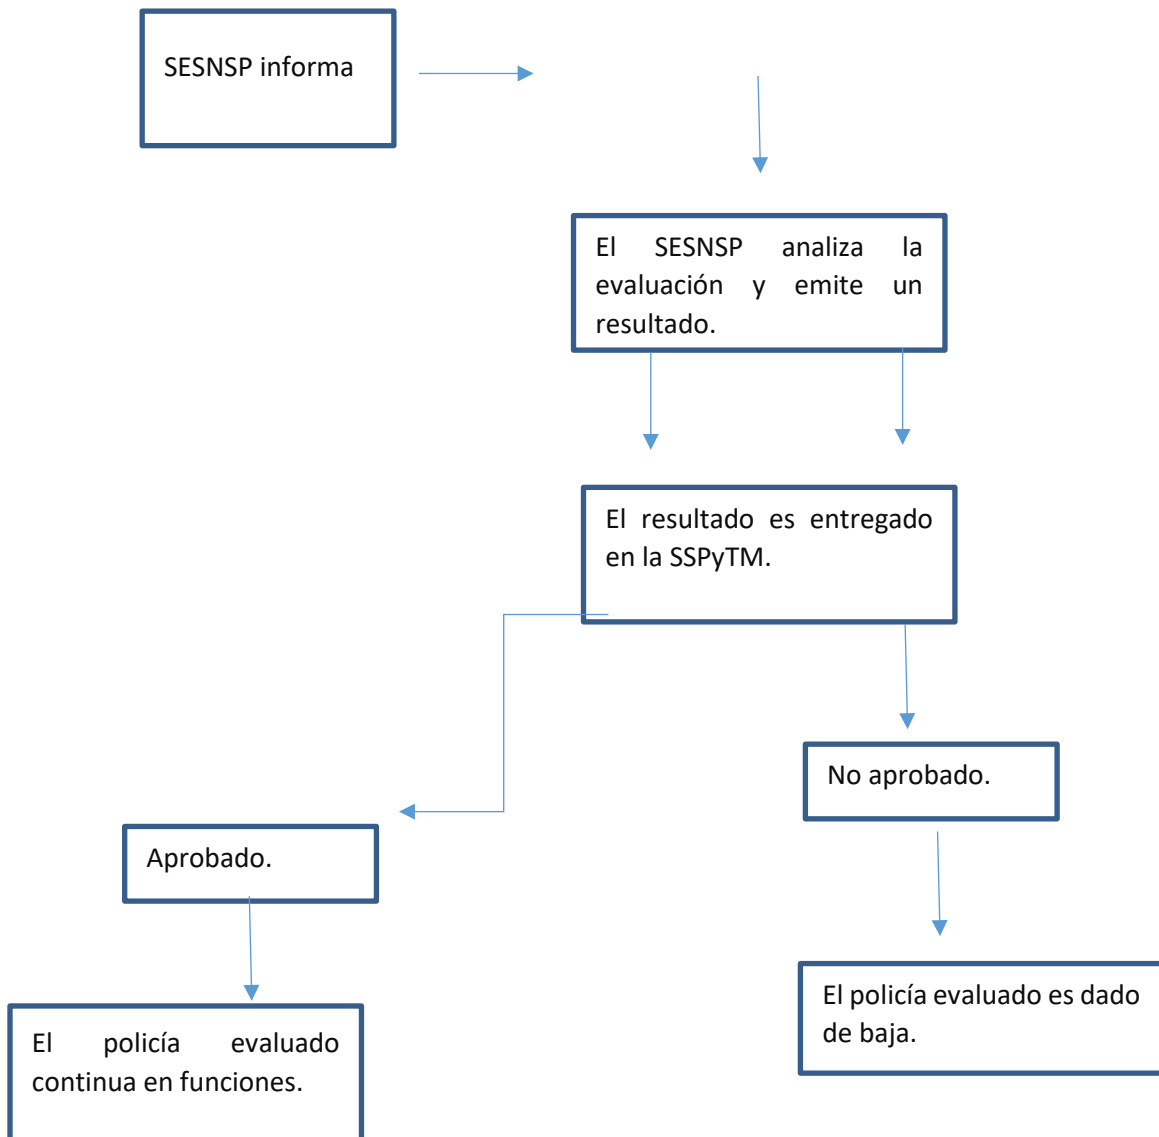 SESNSP informa
El SESNSP analiza la
evaluación y emite un
resultado.
El resultado es entregado
en la SSPyTM.
No aprobado.
Aprobado.
El policía evaluado es dado
de baja.
El policía evaluado
continua en funciones.